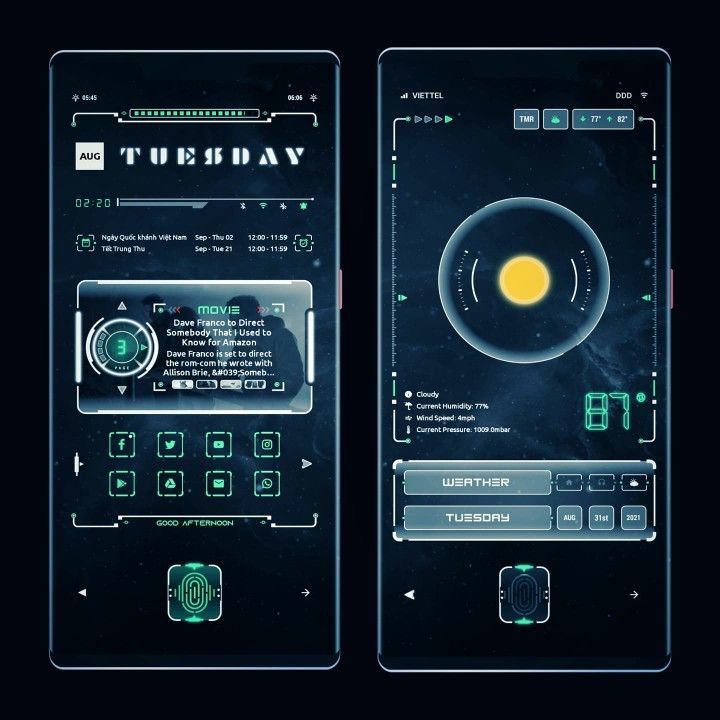 05:45
06:06
AUG
TUESDAY
02:20
Ngày Quốc khánh Việt Nam Sep - Thu 02 12:00 - 11:59
Tết Trung Thu Sep - Tue 21 12:00 - 11:59
MOVIE
3
PAGE
Dave Franco to Direct
Somebody That I Used to
Know for Amazon
Dave Franco is set to direct
the rom-com he wrote with
Allison Brie, &#039;Someb...
GOOD AFTERNOON
VIETTEL
DDD
TMR
77° 82°
Cloudy
Current Humidity: 77%
Wind Speed: 4mph
Current Pressure: 1009.0mbar
87°
WEATHER
TUESDAY
AUG 31st 2021